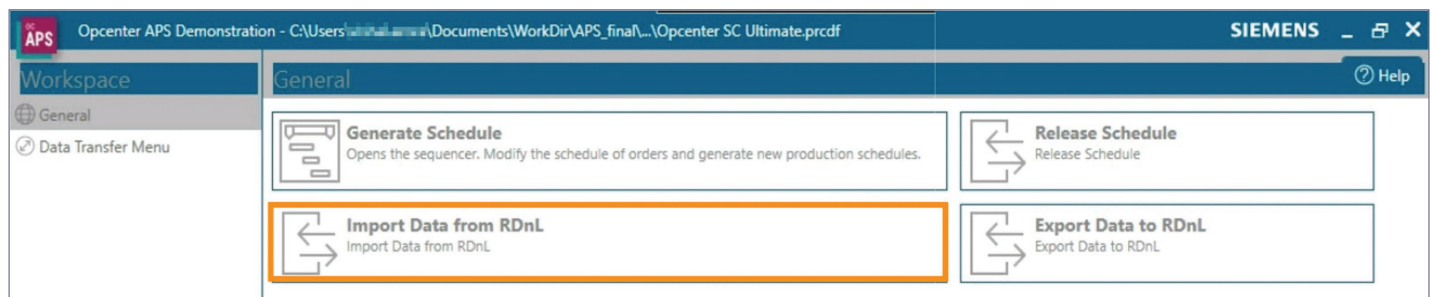 OC
APS
Opcenter APS Demonstration - C:\Users\ \Documents\WorkDir\APS_final\...\Opcenter SC Ultimate.prcdf
SIEMENS
Workspace
General
Help
General
Data Transfer Menu
Generate Schedule
Opens the sequencer. Modify the schedule of orders and generate new production schedules.
Release Schedule
Release Schedule
Import Data from RDnL
Import Data from RDnL
Export Data to RDnL
Export Data to RDnL